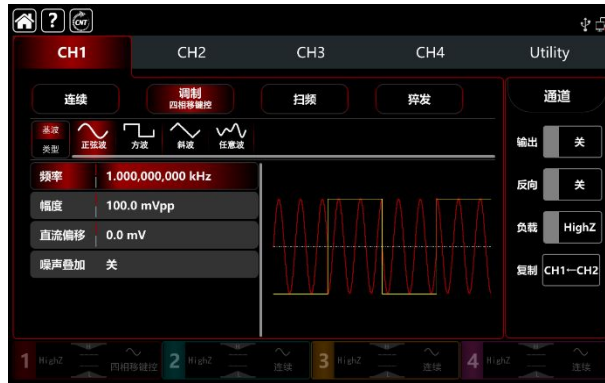 ? CNT
CH1 CH2 CH3 CH4 Utility
连续 调制 扫频 猝发 通道
四相移键控
基波
类型 正弦波 方波 斜波 任意波
输出 关
频率 1.000,000,000 kHz
反向 关
幅度 100.0 mVpp
直流偏移 0.0 mV
负载 HighZ
噪声叠加 关
复制 CH1←CH2
1 HighZ 四相移键控 2 HighZ 连续 3 HighZ 连续 4 HighZ 连续